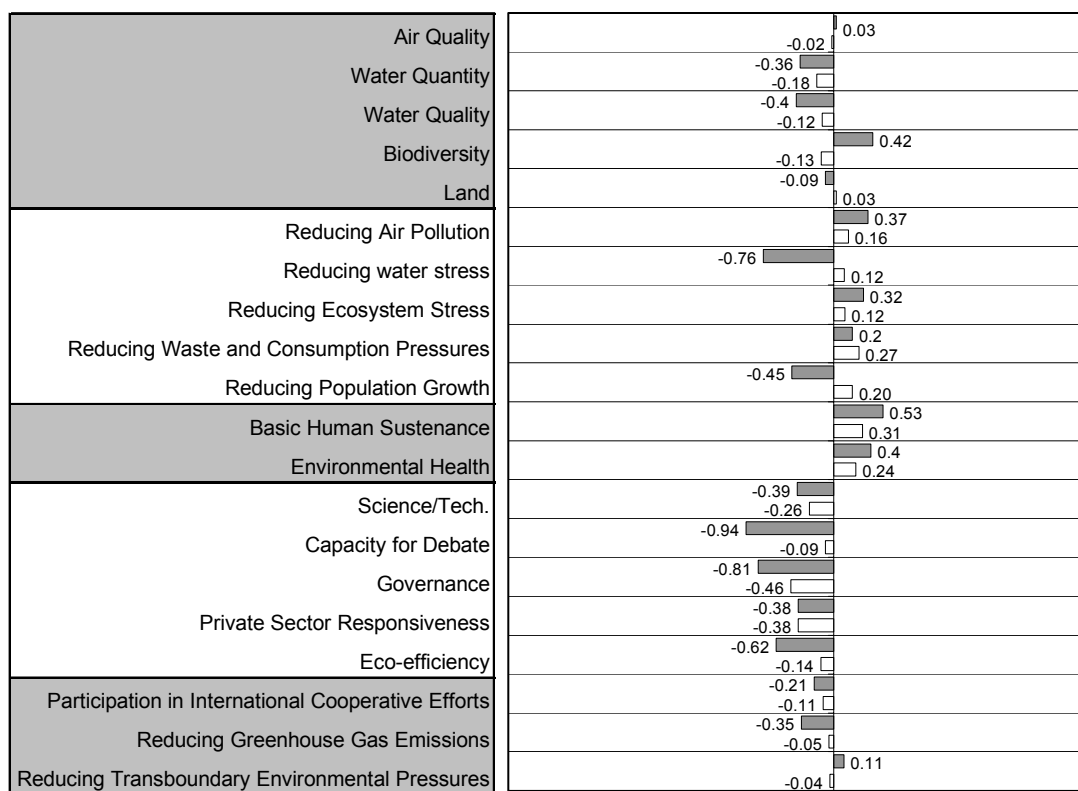 Air Quality
0.03
-0.02
Water Quantity
-0.36
-0.18
Water Quality
-0.4
-0.12
Biodiversity
0.42
-0.13
Land
-0.09
0.03
Reducing Air Pollution
0.37
0.16
Reducing water stress
-0.76
0.12
Reducing Ecosystem Stress
0.32
0.12
Reducing Waste and Consumption Pressures
0.2
0.27
Reducing Population Growth
-0.45
0.20
Basic Human Sustenance
0.53
0.31
Environmental Health
0.4
0.24
Science/Tech.
-0.39
-0.26
Capacity for Debate
-0.94
-0.09
Governance
-0.81
-0.46
Private Sector Responsiveness
-0.38
-0.38
Eco-efficiency
-0.62
-0.14
Participation in International Cooperative Efforts
-0.21
-0.11
Reducing Greenhouse Gas Emissions
-0.35
-0.05
Reducing Transboundary Environmental Pressures
0.11
-0.04